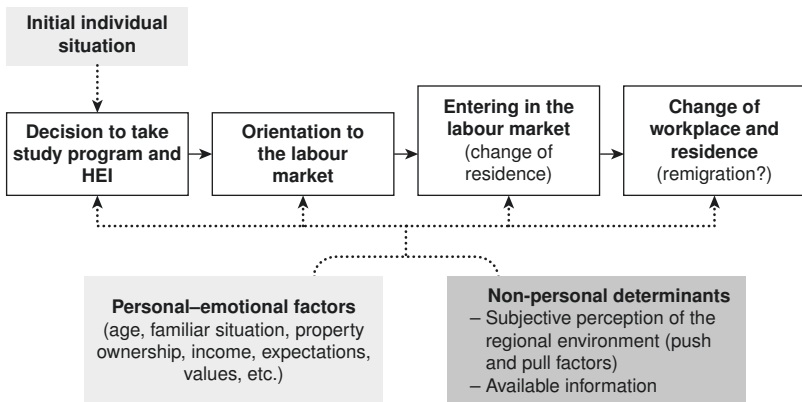 Initial individual
situation
Decision to take
study program and
HEI
Orientation to
the labour
market
Entering in the
labour market
(change of
residence)
Change of
workplace and
residence
(remigration?)
Personal–emotional factors
(age, familiar situation, property
ownership, income, expectations,
values, etc.)
Non-personal determinants
– Subjective perception of the
regional environment (push
and pull factors)
– Available information